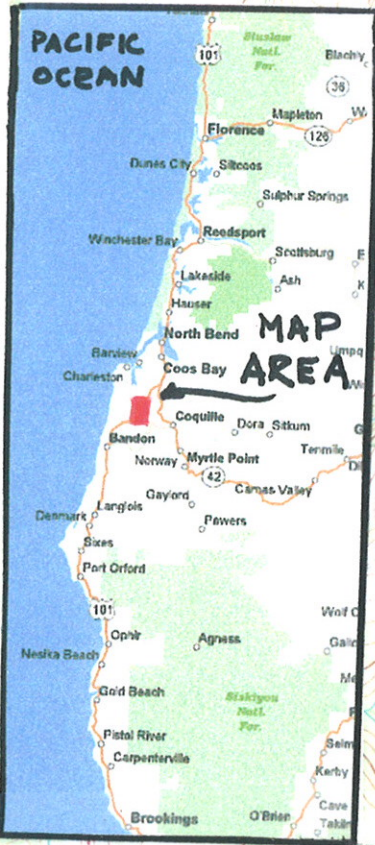 PACIFIC
OCEAN
Siuslaw
Natl.
For.
101
Blachly
36
Mapleton
W
Florence
126
Dunes City
Siltcoos
Sulphur Springs
Reedsport
Winchester Bay
Scottsburg
E
Ash
K
Lakeside
Hauser
North Bend
MAP
AREA
Barview
Umpq
Charleston
Coos Bay
Coquille
Dora
Sitkum
Bandon
Tenmile
Norway
Myrtle Point
42
Camas Valley
Gaylord
Denmark
Langlois
Powers
Sixes
Port Orford
101
Wolf C
Ophir
Agness
Nesika Beach
Gold Beach
Siskiyou
Natl.
For.
Pistol River
Selm
Carpenterville
Kerby
Cave
Brookings
O'Brien